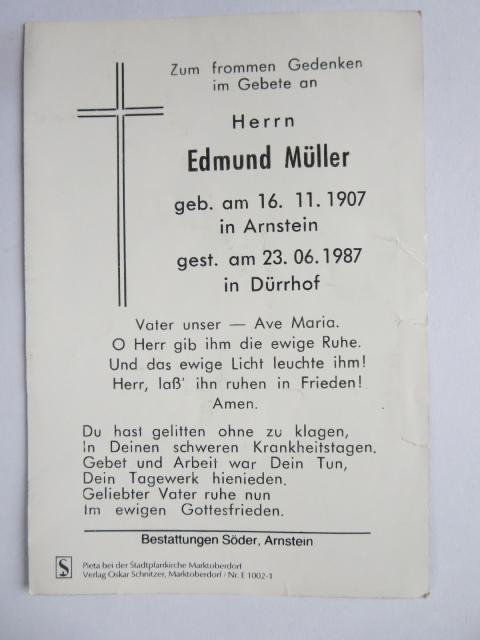 Zum frommen Gedenken
im Gebete an
Herrn
Edmund Müller
geb. am 16. 11. 1907
in Arnstein
gest. am 23. 06. 1987
in Dürrhof
Vater unser — Ave Maria.
O Herr gib ihm die ewige Ruhe.
Und das ewige Licht leuchte ihm!
Herr, laß' ihn ruhen in Frieden!
Amen.
Du hast gelitten ohne zu klagen,
In Deinen schweren Krankheitstagen.
Gebet und Arbeit war Dein Tun,
Dein Tagewerk hienieden.
Geliebter Vater ruhe nun
Im ewigen Gottesfrieden.
Bestattungen Söder, Arnstein
S
Pieta bei der Stadtpfarrkirche Marktoberdorf
Verlag Oskar Schnitzer, Marktoberdorf / Nr. E 1002-1